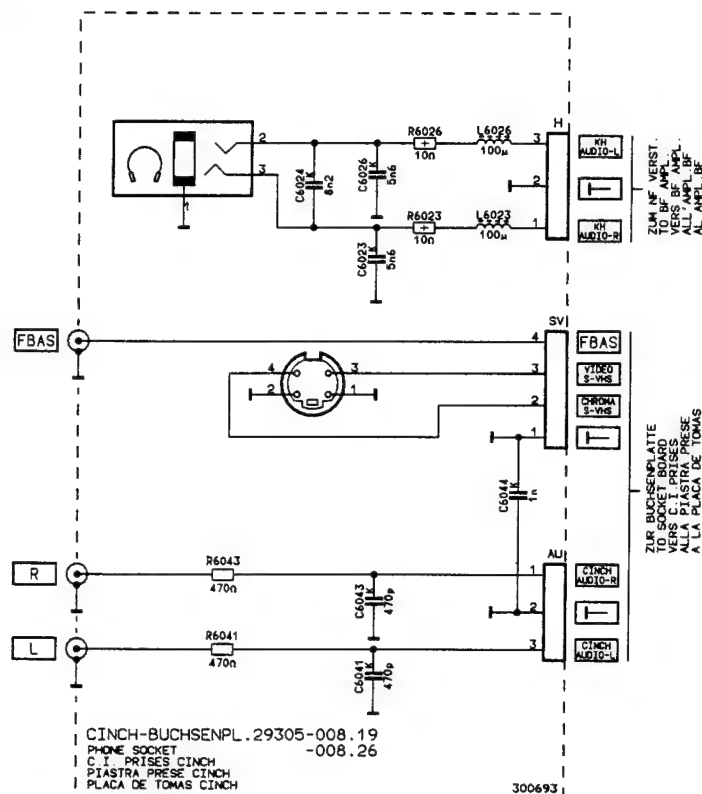 H
R6026
10n
L6026
100µ
3
KH
AUDIO-L
2
2
3
1
C6024
K
8n2
C6026
K
5n6
R6023
10n
L6023
100µ
1
KH
AUDIO-R
C6023
K
5n6
ZUM NF VERST.
TO BF AMPL.
VERS BF AMPL.
ALL'AMPL.BF
AL AMPL.BF
SV
FBAS
4
FBAS
4
3
3
VIDEO
S-VHS
2
1
2
CHROMA
S-VHS
1
C6044
K
1n
ZUR BUCHSENPLATTE
TO SOCKET BOARD
VERS C.I.PRISES
ALLA PIASTRA PRESE
A LA PLACA DE TOMAS
AU
R
R6043
470n
1
CINCH
AUDIO-R
C6043
K
470p
2
L
R6041
470n
3
CINCH
AUDIO-L
C6041
K
470p
CINCH-BUCHSENPL.29305-008.19
PHONE SOCKET -008.26
C.I. PRISES CINCH
PIASTRA PRESE CINCH
PLACA DE TOMAS CINCH
300693